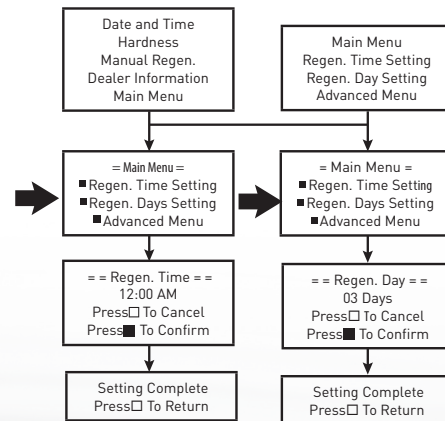 Date and Time
Hardness
Manual Regen.
Dealer Information
Main Menu
Main Menu
Regen. Time Setting
Regen. Day Setting
Advanced Menu
= Main Menu =
■ Regen. Time Setting
■ Regen. Days Setting
■ Advanced Menu
= Main Menu =
■ Regen. Time Setting
■ Regen. Days Setting
■ Advanced Menu
= = Regen. Time = =
12:00 AM
Press□ To Cancel
Press■ To Confirm
= = Regen. Day = =
03 Days
Press□ To Cancel
Press■ To Confirm
Setting Complete
Press□ To Return
Setting Complete
Press□ To Return